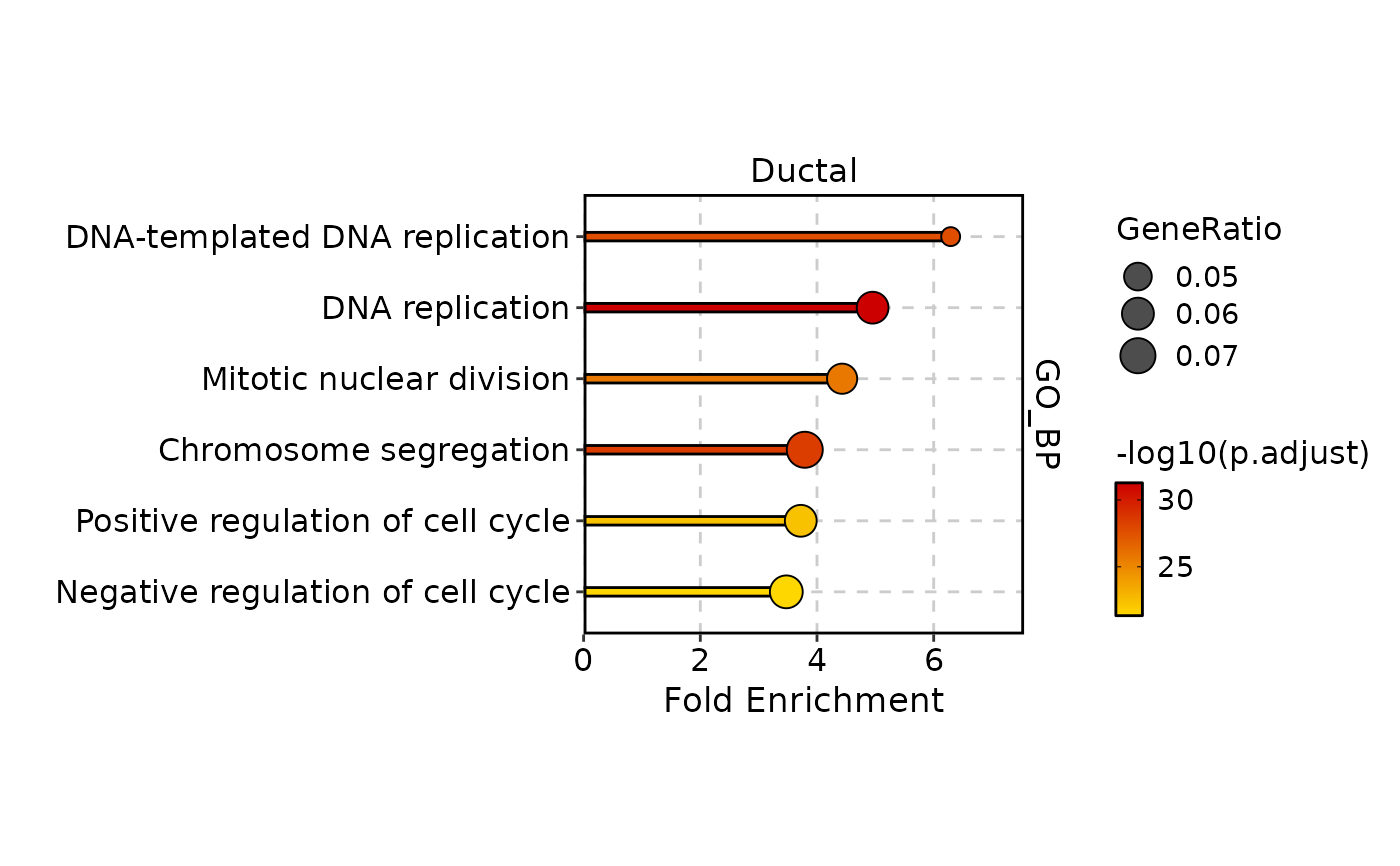 Ductal
DNA-templated DNA replication
DNA replication
Mitotic nuclear division
Chromosome segregation
Positive regulation of cell cycle
Negative regulation of cell cycle
0 2 4 6
Fold Enrichment
GO_BP
GeneRatio
0.05
0.06
0.07
-log10(p.adjust)
30
25